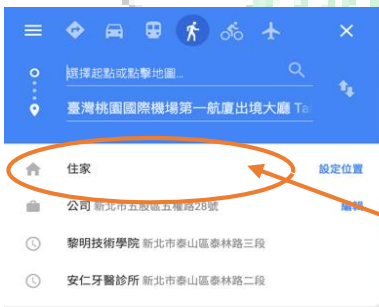 選擇起點或點擊地圖...
臺灣桃園國際機場第一航廈出境大廳 Ta
住家 設定位置
公司 新北市五股區五權路28號 編輯
黎明技術學院 新北市泰山區泰林路三段
安仁牙醫診所 新北市泰山區泰林路二段